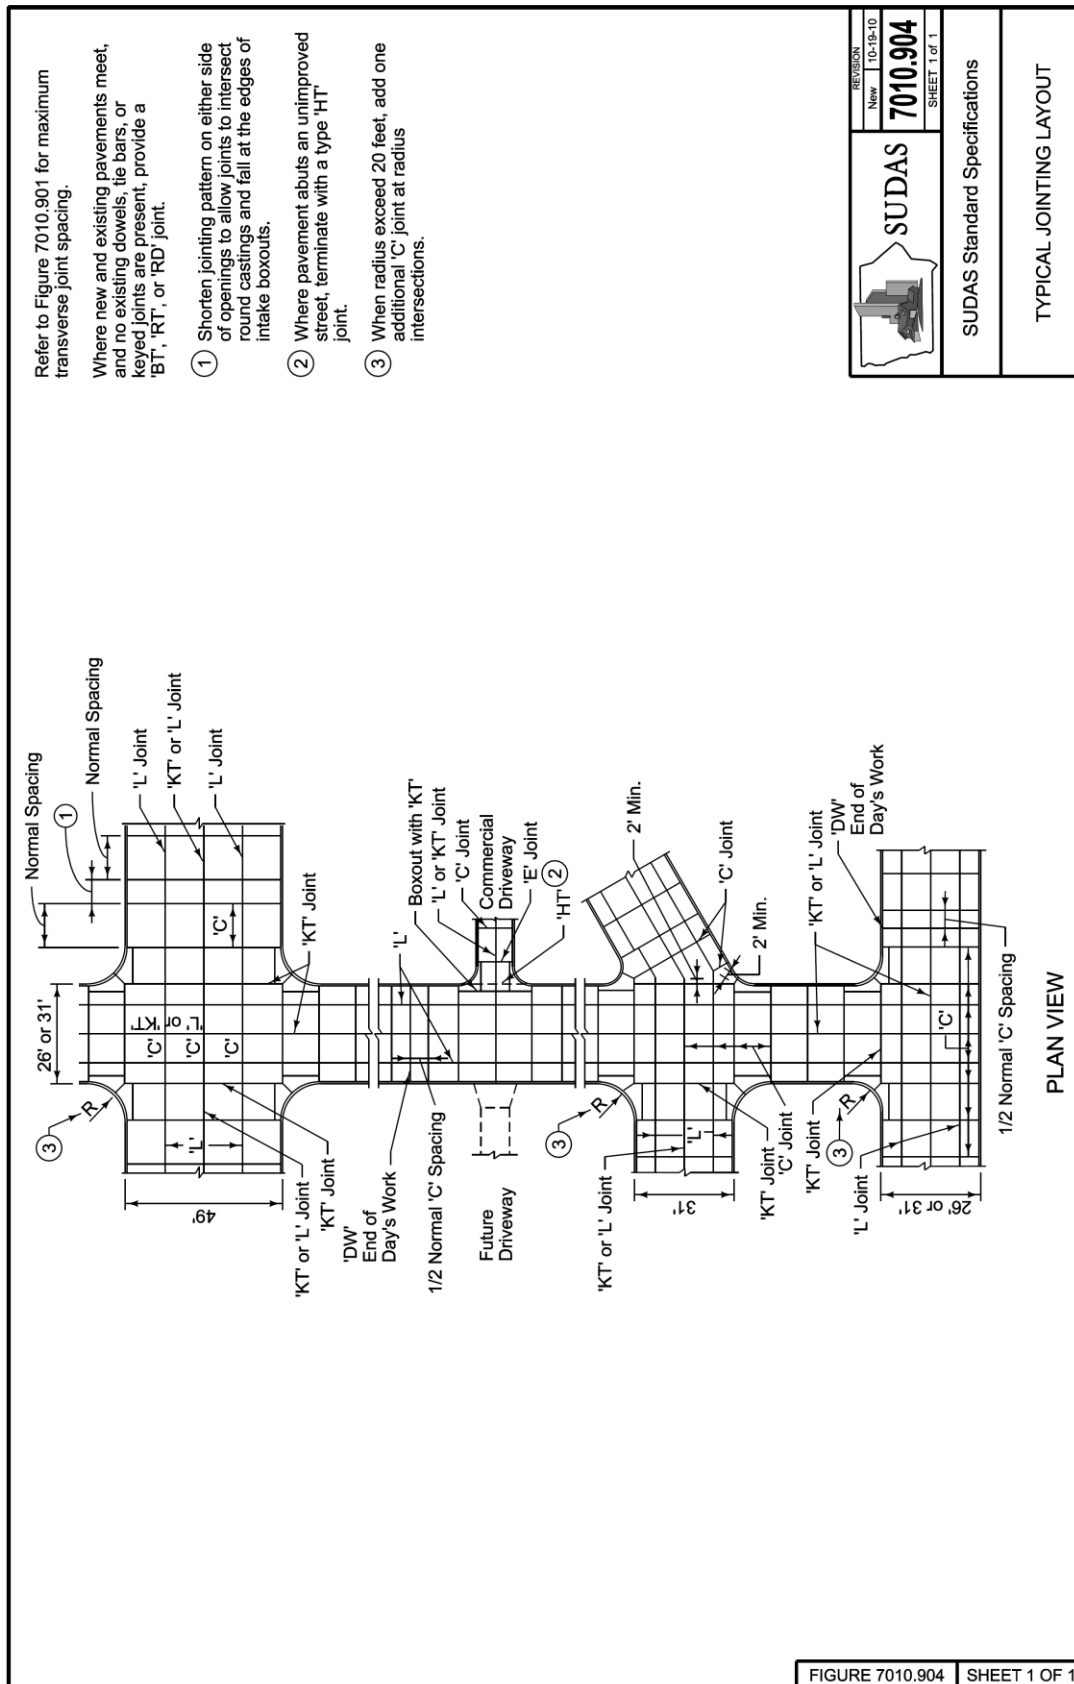 Refer to Figure 7010.901 for maximum
transverse joint spacing.
Where new and existing pavements meet,
and no existing dowels, tie bars, or
keyed joints are present, provide a
'BT', 'RT', or 'RD' joint.
1 Shorten jointing pattern on either side
of openings to allow joints to intersect
round castings and fall at the edges of
intake boxouts.
2 Where pavement abuts an unimproved
street, terminate with a type 'HT'
joint.
3 When radius exceed 20 feet, add one
additional 'C' joint at radius
intersections.
Normal Spacing
1
Normal Spacing
'L' Joint
'KT' or 'L' Joint
'L' Joint
'C'
'KT' Joint
26' or 31'
'L' or 'KT'
'C'
'C'
'C'
3
R
'L'
49'
'KT' or 'L' Joint
'KT' Joint
'DW'
End of
Day's Work
1/2 Normal 'C' Spacing
Future
Driveway
'L'
Boxout with 'KT'
'L' or 'KT' Joint
'C' Joint
Commercial
Driveway
'E' Joint
'HT' 2
2' Min.
'C' Joint
2' Min.
3
R
'L'
31'
'KT' or 'L' Joint
'KT' Joint
'C' Joint
'KT' Joint
3
R
'L' Joint
26' or 31'
'KT' or 'L' Joint
'DW'
End of
Day's Work
'C'
1/2 Normal 'C' Spacing
PLAN VIEW
SUDAS
REVISION
New 10-19-10
7010.904
SHEET 1 of 1
SUDAS Standard Specifications
TYPICAL JOINTING LAYOUT
FIGURE 7010.904 SHEET 1 OF 1